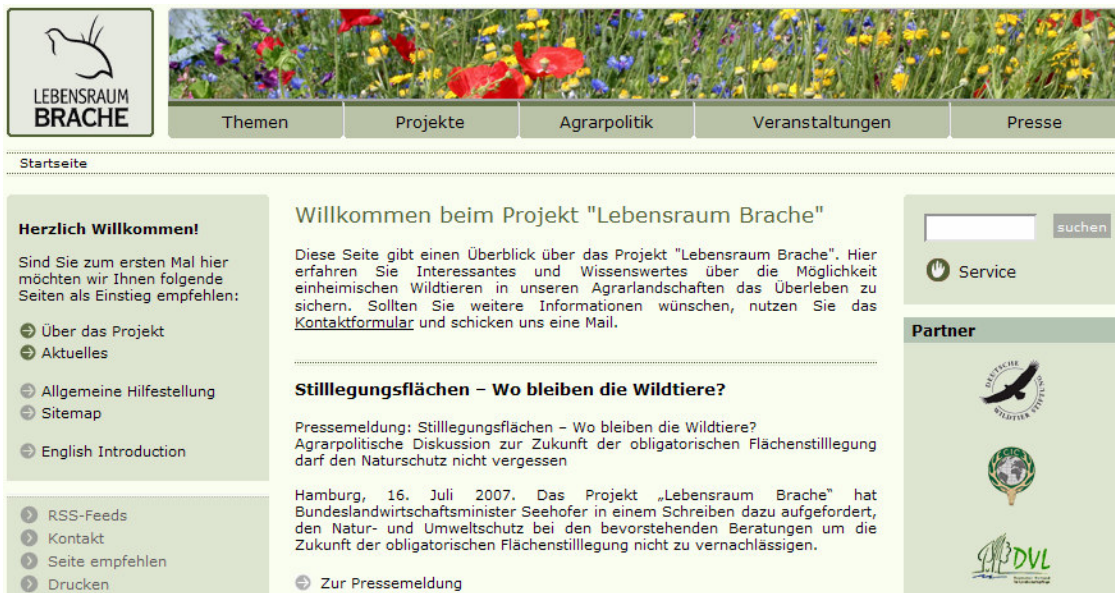 LEBENSRAUM
BRACHE
Themen
Projekte
Agrarpolitik
Veranstaltungen
Presse
Startseite
Herzlich Willkommen!
Sind Sie zum ersten Mal hier
möchten wir Ihnen folgende
Seiten als Einstieg empfehlen:
Über das Projekt
Aktuelles
Allgemeine Hilfestellung
Sitemap
English Introduction
RSS-Feeds
Kontakt
Seite empfehlen
Drucken
Willkommen beim Projekt "Lebensraum Brache"
Diese Seite gibt einen Überblick über das Projekt "Lebensraum Brache". Hier
erfahren Sie Interessantes und Wissenswertes über die Möglichkeit
einheimischen Wildtieren in unseren Agrarlandschaften das Überleben zu
sichern. Sollten Sie weitere Informationen wünschen, nutzen Sie das
Kontaktformular und schicken uns eine Mail.
Stilllegungsflächen – Wo bleiben die Wildtiere?
Pressemeldung: Stilllegungsflächen – Wo bleiben die Wildtiere?
Agrarpolitische Diskussion zur Zukunft der obligatorischen Flächenstilllegung
darf den Naturschutz nicht vergessen
Hamburg, 16. Juli 2007. Das Projekt „Lebensraum Brache“ hat
Bundeslandwirtschaftsminister Seehofer in einem Schreiben dazu aufgefordert,
den Natur- und Umweltschutz bei den bevorstehenden Beratungen um die
Zukunft der obligatorischen Flächenstilllegung nicht zu vernachlässigen.
Zur Pressemeldung
suchen
Service
Partner
DEUTSCHE
WILDTIER STIFTUNG
CIC
DVL